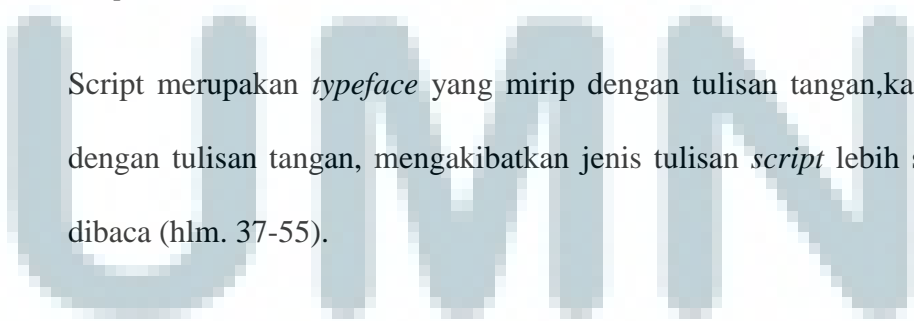 Script merupakan typeface yang mirip dengan tulisan tangan,ka
dengan tulisan tangan, mengakibatkan jenis tulisan script lebih s
dibaca (hlm. 37-55).
UMN